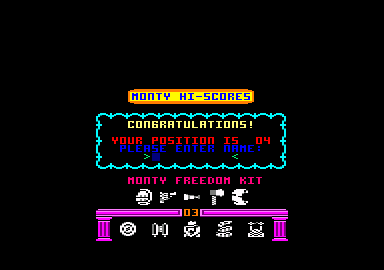 MONTY HI-SCORES
CONGRATULATIONS!
YOUR POSITION IS 04
PLEASE ENTER NAME:
> <
MONTY FREEDOM KIT
03